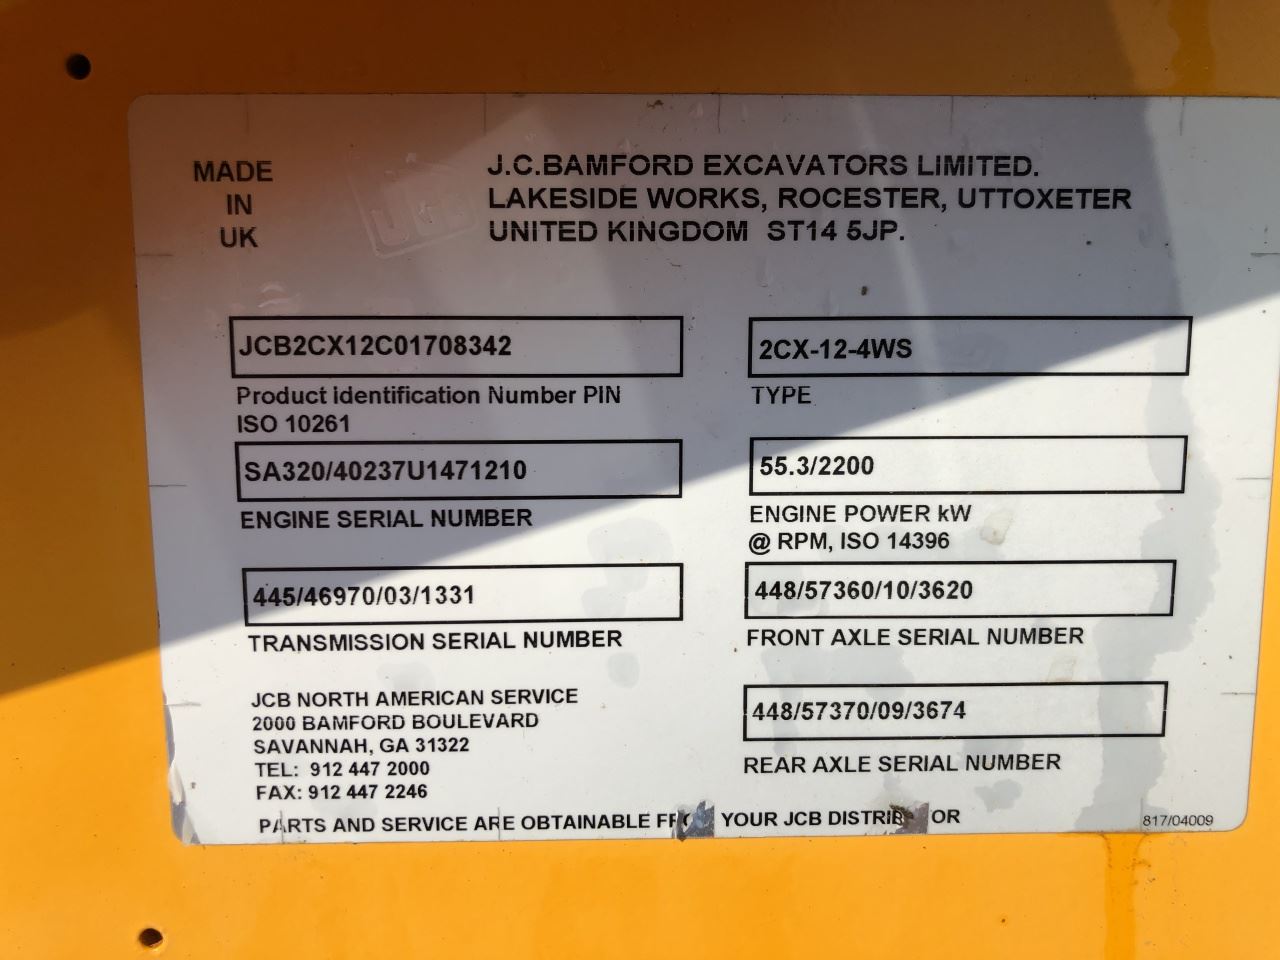 MADE
IN
UK
JCB
J.C.BAMFORD EXCAVATORS LIMITED.
LAKESIDE WORKS, ROCESTER, UTTOXETER
UNITED KINGDOM ST14 5JP.
JCB2CX12C01708342
Product Identification Number PIN
ISO 10261
2CX-12-4WS
TYPE
SA320/40237U1471210
ENGINE SERIAL NUMBER
55.3/2200
ENGINE POWER kW
@ RPM, ISO 14396
445/46970/03/1331
TRANSMISSION SERIAL NUMBER
448/57360/10/3620
FRONT AXLE SERIAL NUMBER
JCB NORTH AMERICAN SERVICE
2000 BAMFORD BOULEVARD
SAVANNAH, GA 31322
TEL: 912 447 2000
FAX: 912 447 2246
448/57370/09/3674
REAR AXLE SERIAL NUMBER
PARTS AND SERVICE ARE OBTAINABLE YOUR JCB
817/04009